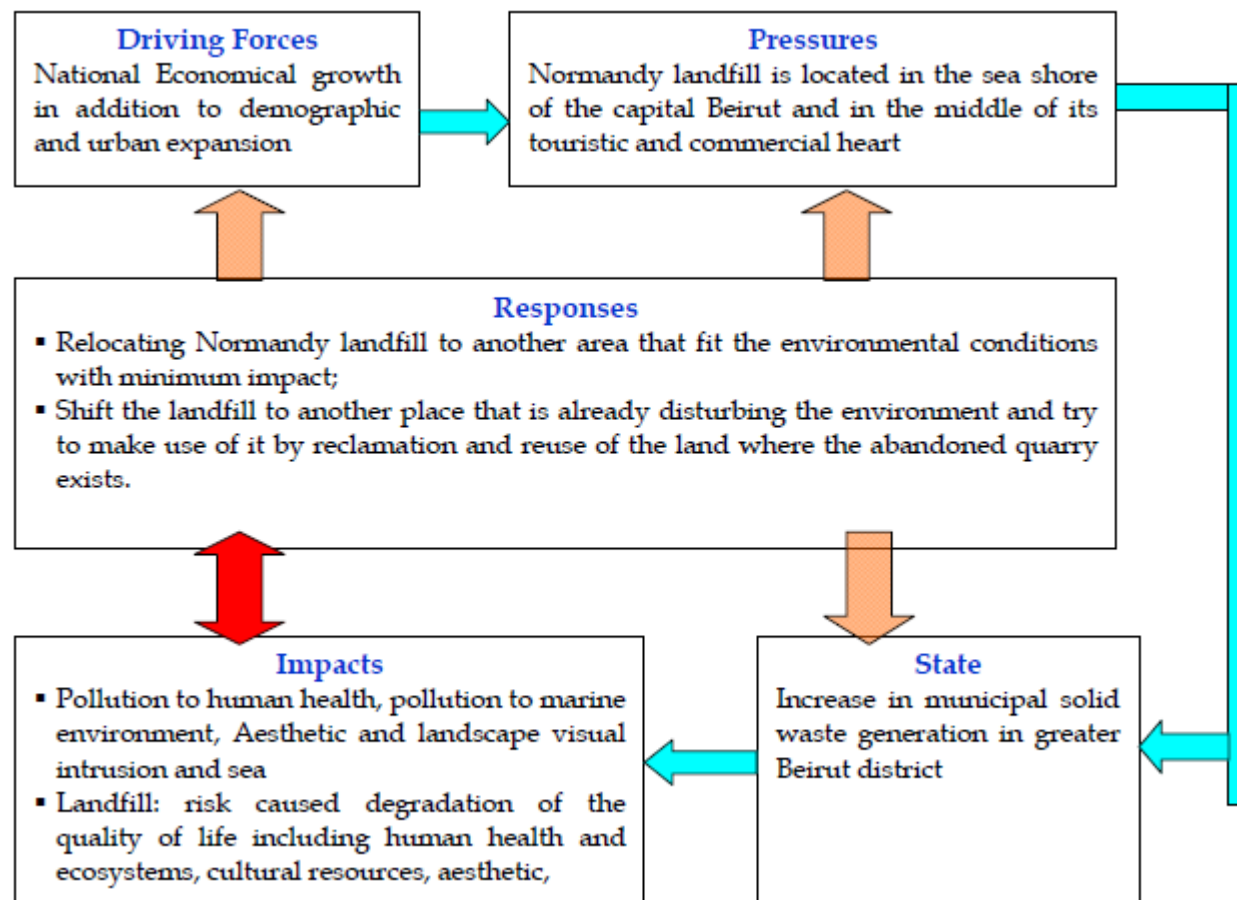 Driving Forces
National Economical growth
in addition to demographic
and urban expansion
Pressures
Normandy landfill is located in the sea shore
of the capital Beirut and in the middle of its
touristic and commercial heart
Responses
▪ Relocating Normandy landfill to another area that fit the environmental conditions
with minimum impact;
▪ Shift the landfill to another place that is already disturbing the environment and try
to make use of it by reclamation and reuse of the land where the abandoned quarry
exists.
Impacts
▪ Pollution to human health, pollution to marine
environment, Aesthetic and landscape visual
intrusion and sea
▪ Landfill: risk caused degradation of the
quality of life including human health and
ecosystems, cultural resources, aesthetic,
State
Increase in municipal solid
waste generation in greater
Beirut district